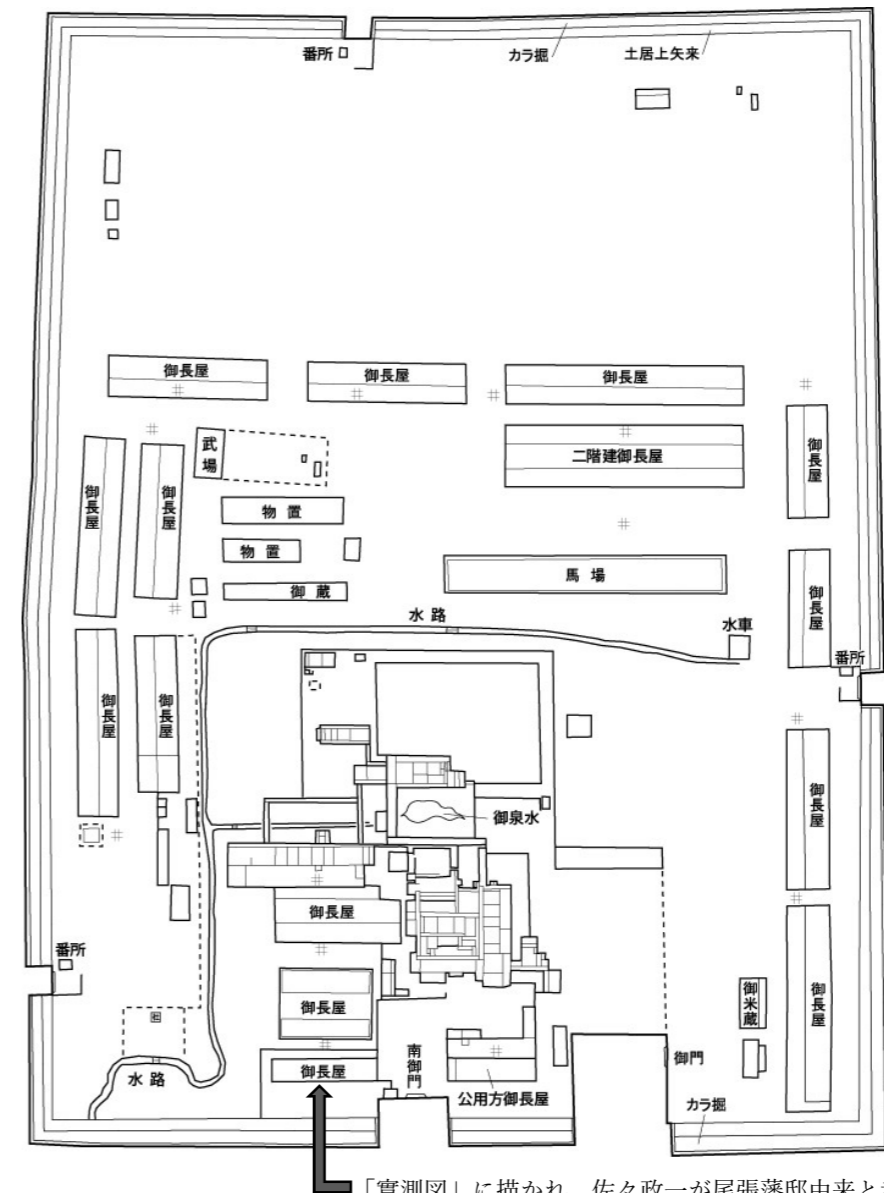 番所
カラ掘
土居上矢来
御長屋
御長屋
御長屋
武場
二階建御長屋
御長屋
御長屋
御長屋
物置
物置
御蔵
馬場
御長屋
水路
水車
番所
御長屋
御長屋
御長屋
御泉水
御長屋
番所
御長屋
御米蔵
御長屋
南御門
御門
御長屋
水路
公用方御長屋
カラ掘
「實測図」に描かれ、佐々政一が尾張藩邸由来と